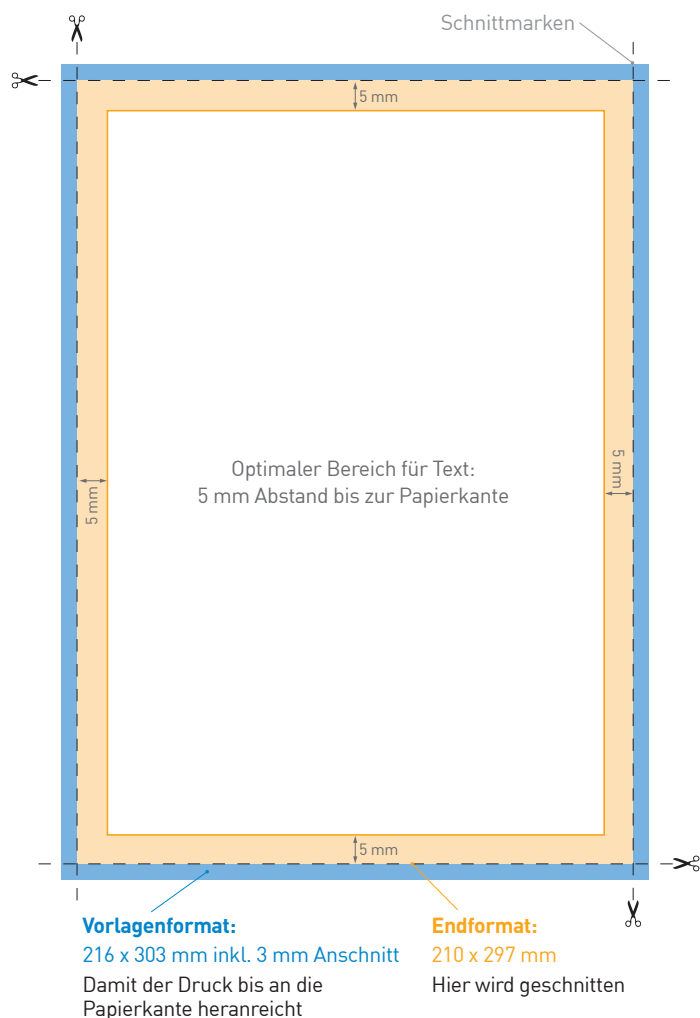 Schnittmarken
5 mm
Optimaler Bereich für Text:
5 mm Abstand bis zur Papierkante
5 mm
5 mm
5 mm
Vorlagenformat:
216 x 303 mm inkl. 3 mm Anschnitt
Damit der Druck bis an die
Papierkante heranreicht
Endformat:
210 x 297 mm
Hier wird geschnitten